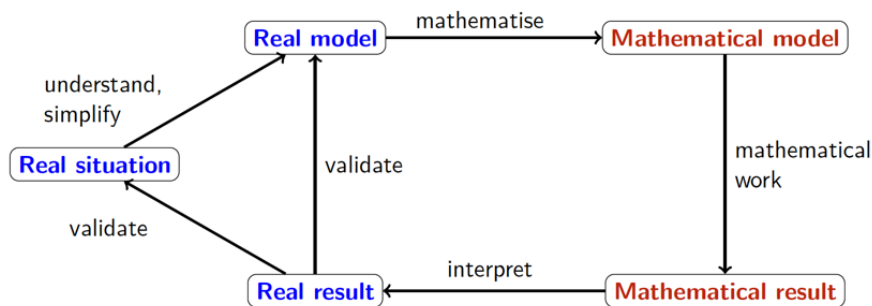 mathematise
Real model
Mathematical model
understand,
simplify
Real situation
validate
mathematical
work
validate
interpret
Real result
Mathematical result